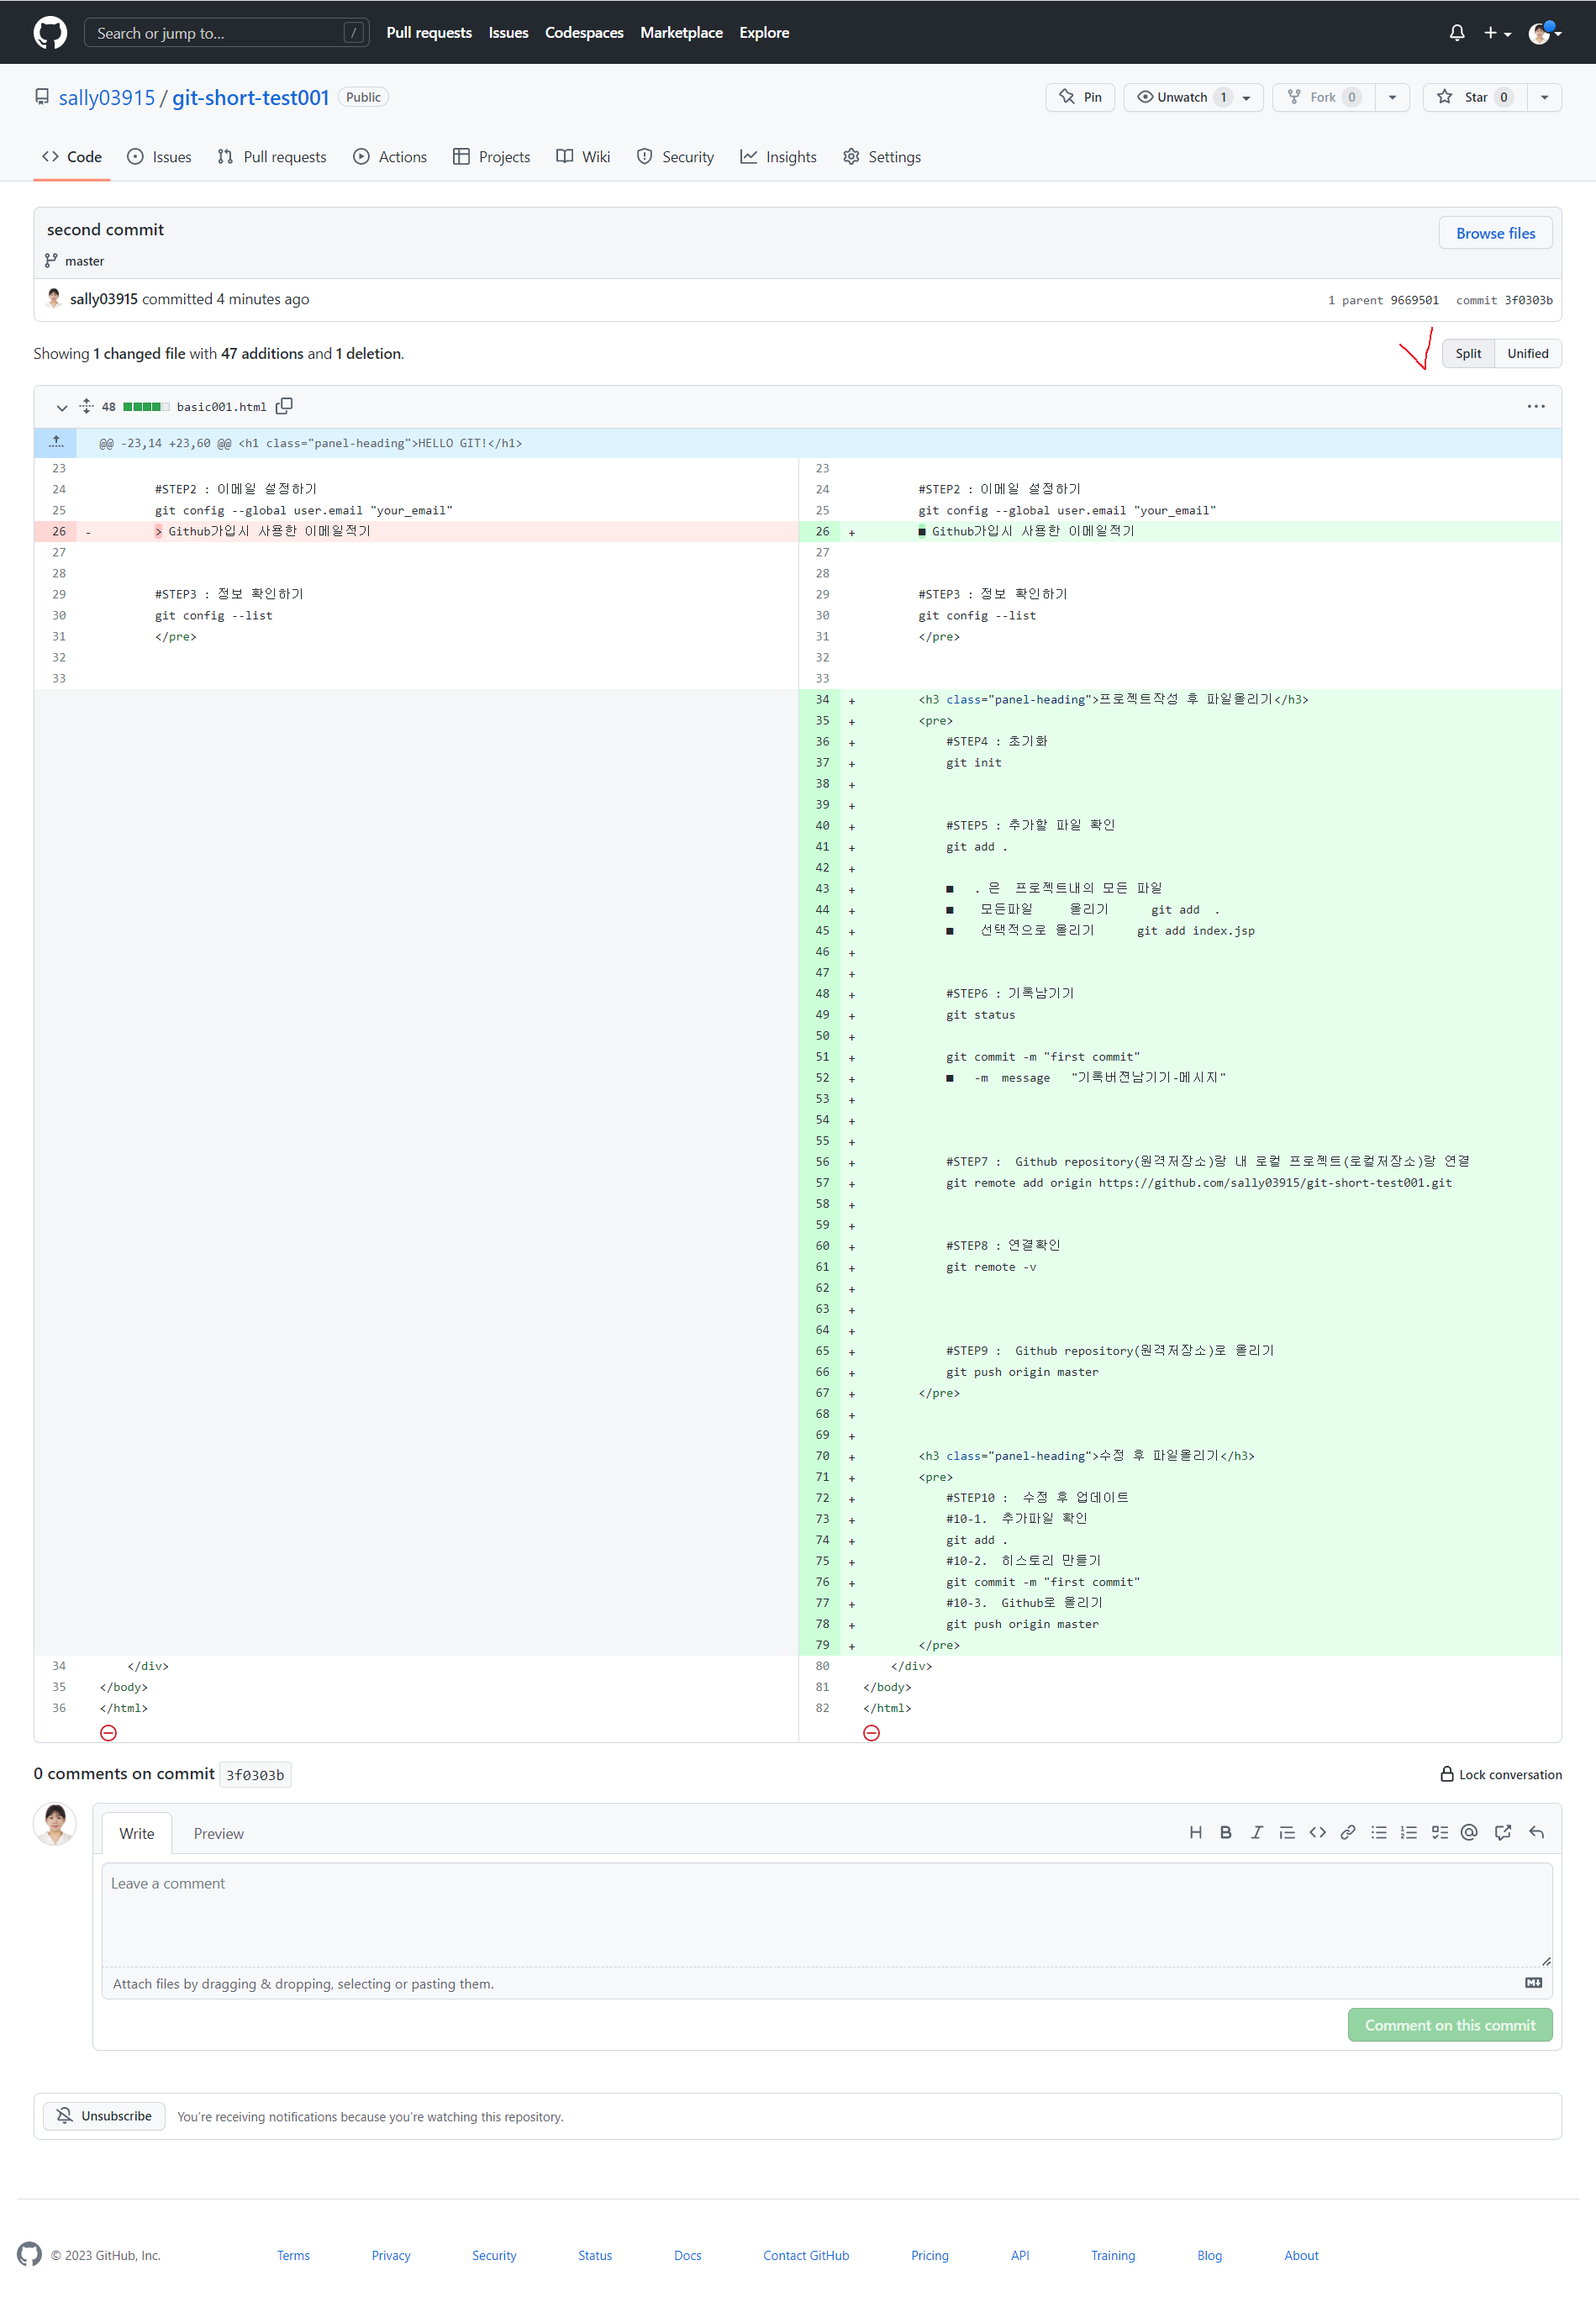 Search or jump to... /
Pull requests Issues Codespaces Marketplace Explore
sally03915 / git-short-test001 Public
Pin Unwatch 1 Fork 0 Star 0
Code Issues Pull requests Actions Projects Wiki Security Insights Settings
second commit
Browse files
master
sally03915 committed 4 minutes ago
1 parent 9669501 commit 3f0303b
Showing 1 changed file with 47 additions and 1 deletion.
Split Unified
48 basic001.html
@@ -23,14 +23,60 @@ <h1 class="panel-heading">HELLO GIT!</h1>
23 23
24 #STEP2 : 이메일 설정하기 24 #STEP2 : 이메일 설정하기
25 git config --global user.email "your_email" 25 git config --global user.email "your_email"
26 - > Github가입시 사용한 이메일적기 26 + ■ Github가입시 사용한 이메일적기
27 27
28 28
29 #STEP3 : 정보 확인하기 29 #STEP3 : 정보 확인하기
30 git config --list 30 git config --list
31 </pre> 31 </pre>
32 32
33 33
34 + <h3 class="panel-heading">프로젝트작성 후 파일올리기</h3>
35 + <pre>
36 + #STEP4 : 초기화
37 + git init
38 +
39 +
40 + #STEP5 : 추가할 파일 확인
41 + git add .
42 +
43 + ■ . 은 프로젝트내의 모든 파일
44 + ■ 모든파일 올리기 git add .
45 + ■ 선택적으로 올리기 git add index.jsp
46 +
47 +
48 + #STEP6 : 기록남기기
49 + git status
50 +
51 + git commit -m "first commit"
52 + ■ -m message "기록버젼남기기-메시지"
53 +
54 +
55 +
56 + #STEP7 : Github repository(원격저장소)랑 내 로컬 프로젝트(로컬저장소)랑 연결
57 + git remote add origin https://github.com/sally03915/git-short-test001.git
58 +
59 +
60 + #STEP8 : 연결확인
61 + git remote -v
62 +
63 +
64 +
65 + #STEP9 : Github repository(원격저장소)로 올리기
66 + git push origin master
67 + </pre>
68 +
69 +
70 + <h3 class="panel-heading">수정 후 파일올리기</h3>
71 + <pre>
72 + #STEP10 : 수정 후 업데이트
73 + #10-1. 추가파일 확인
74 + git add .
75 + #10-2. 히스토리 만들기
76 + git commit -m "first commit"
77 + #10-3. Github로 올리기
78 + git push origin master
79 + </pre>
34 </div> 80 </div>
35 </body> 81 </body>
36 </html> 82 </html>
0 comments on commit 3f0303b
Lock conversation
Write Preview
Leave a comment
Attach files by dragging & dropping, selecting or pasting them.
Comment on this commit
Unsubscribe You're receiving notifications because you're watching this repository.
© 2023 GitHub, Inc. Terms Privacy Security Status Docs Contact GitHub Pricing API Training Blog About